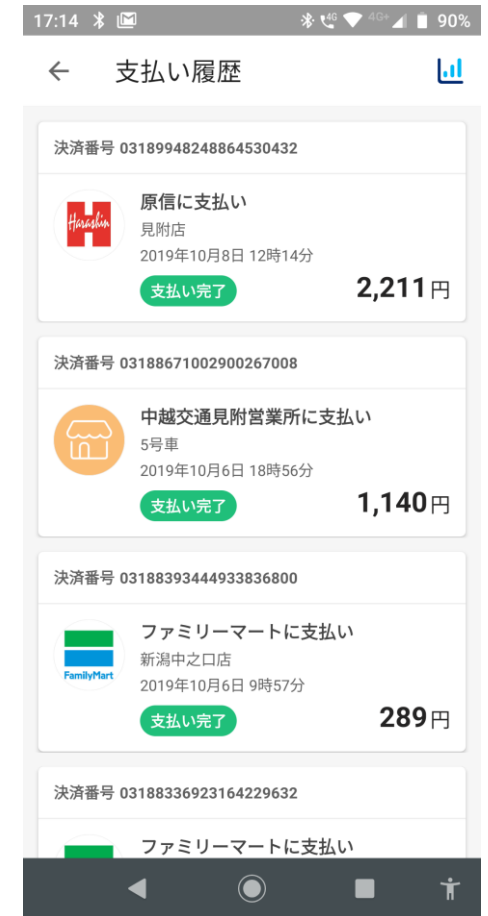 17:14 4G 4G+ 90%
支払い履歴
決済番号 03189948248864530432
Harashin
原信に支払い
見附店
2019年10月8日 12時14分
支払い完了 2,211円
決済番号 03188671002900267008
中越交通見附営業所に支払い
5号車
2019年10月6日 18時56分
支払い完了 1,140円
決済番号 03188393444933836800
FamilyMart
ファミリーマートに支払い
新潟中之口店
2019年10月6日 9時57分
支払い完了 289円
決済番号 03188336923164229632
ファミリーマートに支払い